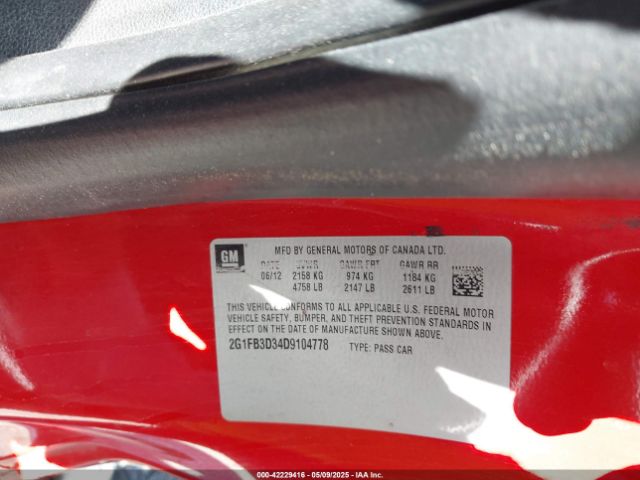 GM
MFD BY GENERAL MOTORS OF CANADA LTD.
DATE GVWR GAWR FRT GAWR RR
06/12 2158 KG 974 KG 1184 KG
4758 LB 2147 LB 2611 LB
THIS VEHICLE CONFORMS TO ALL APPLICABLE U.S. FEDERAL MOTOR
VEHICLE SAFETY, BUMPER, AND THEFT PREVENTION STANDARDS IN
EFFECT ON THE DATE OF MANUFACTURE SHOWN ABOVE.
2G1FB3D34D9104778 TYPE: PASS CAR
000-42229416 | 05/09/2025 - IAA Inc.